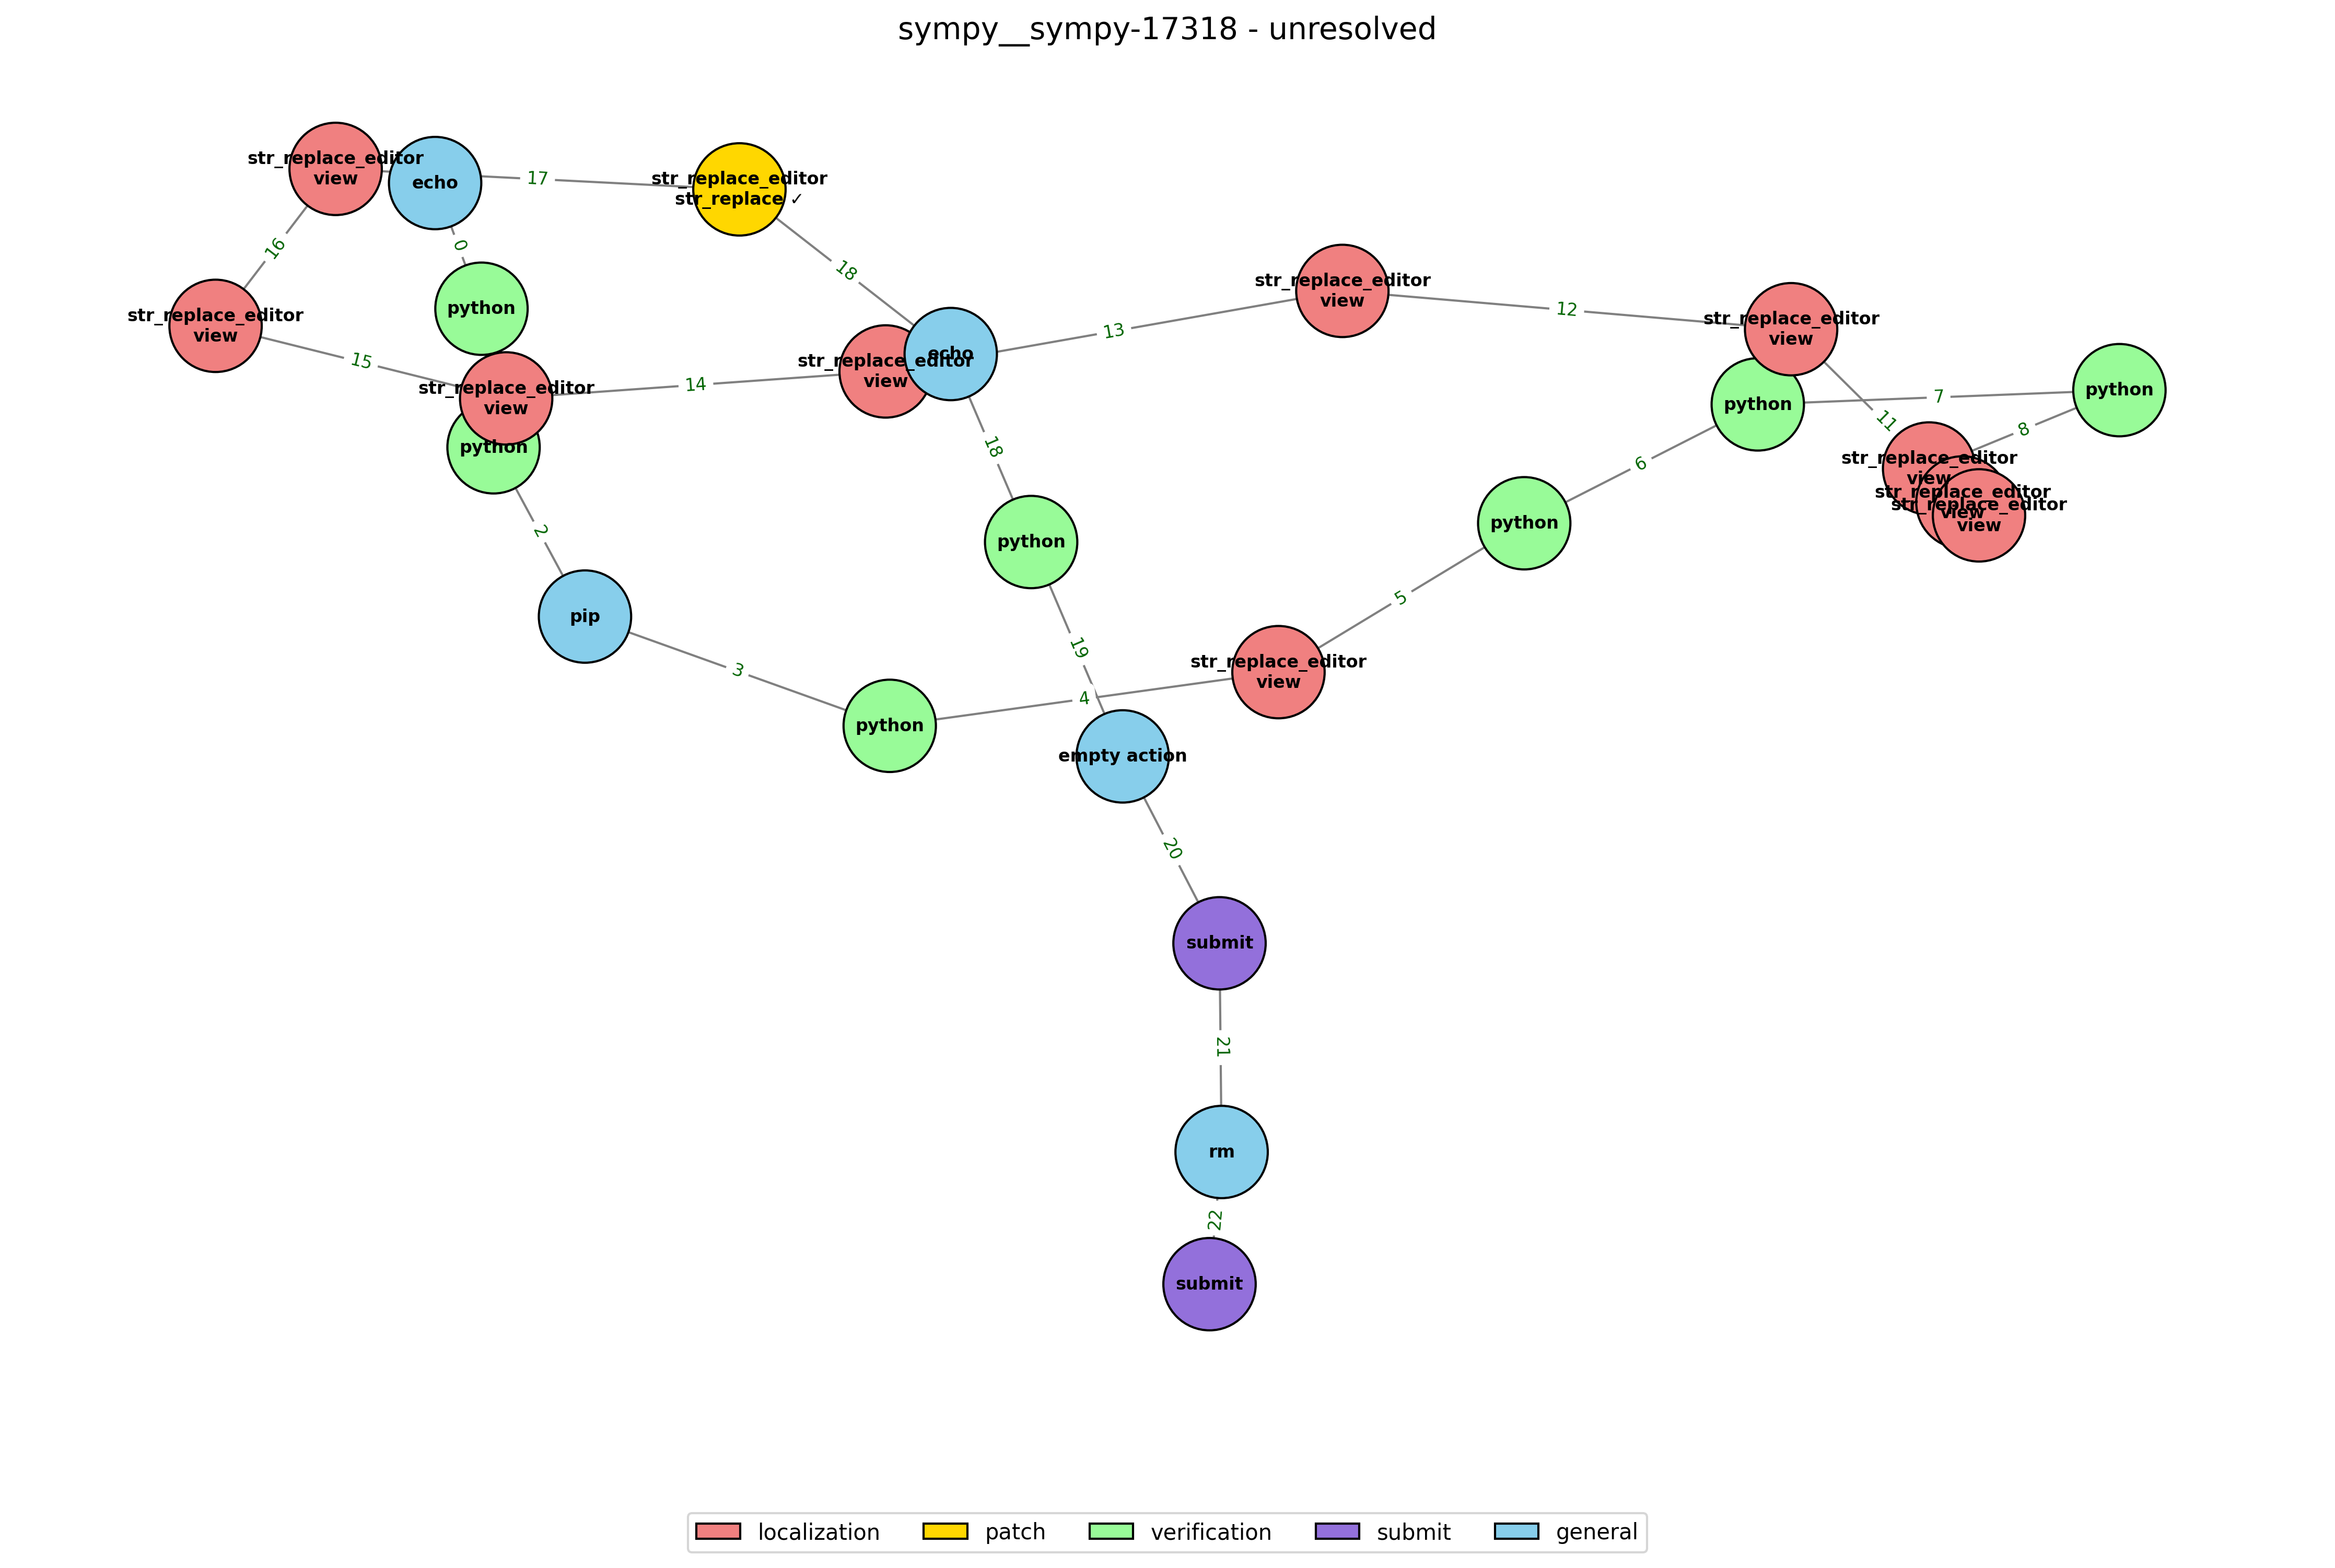 sympy__sympy-17318 - unresolved
str_replace_editor
view
echo
17
str_replace_editor
str_replace ✓
0
16
18
python
str_replace_editor
view
str_replace_editor
view
12
13
str_replace_editor
view
echo
str_replace_editor
view
15
14
str_replace_editor
view
python
python
7
python
11
8
python
18
6
str_replace_editor
view
str_replace_editor
view
str_replace_editor
view
2
python
python
5
pip
19
3
4
str_replace_editor
view
python
empty action
20
submit
21
rm
22
submit
localization
patch
verification
submit
general